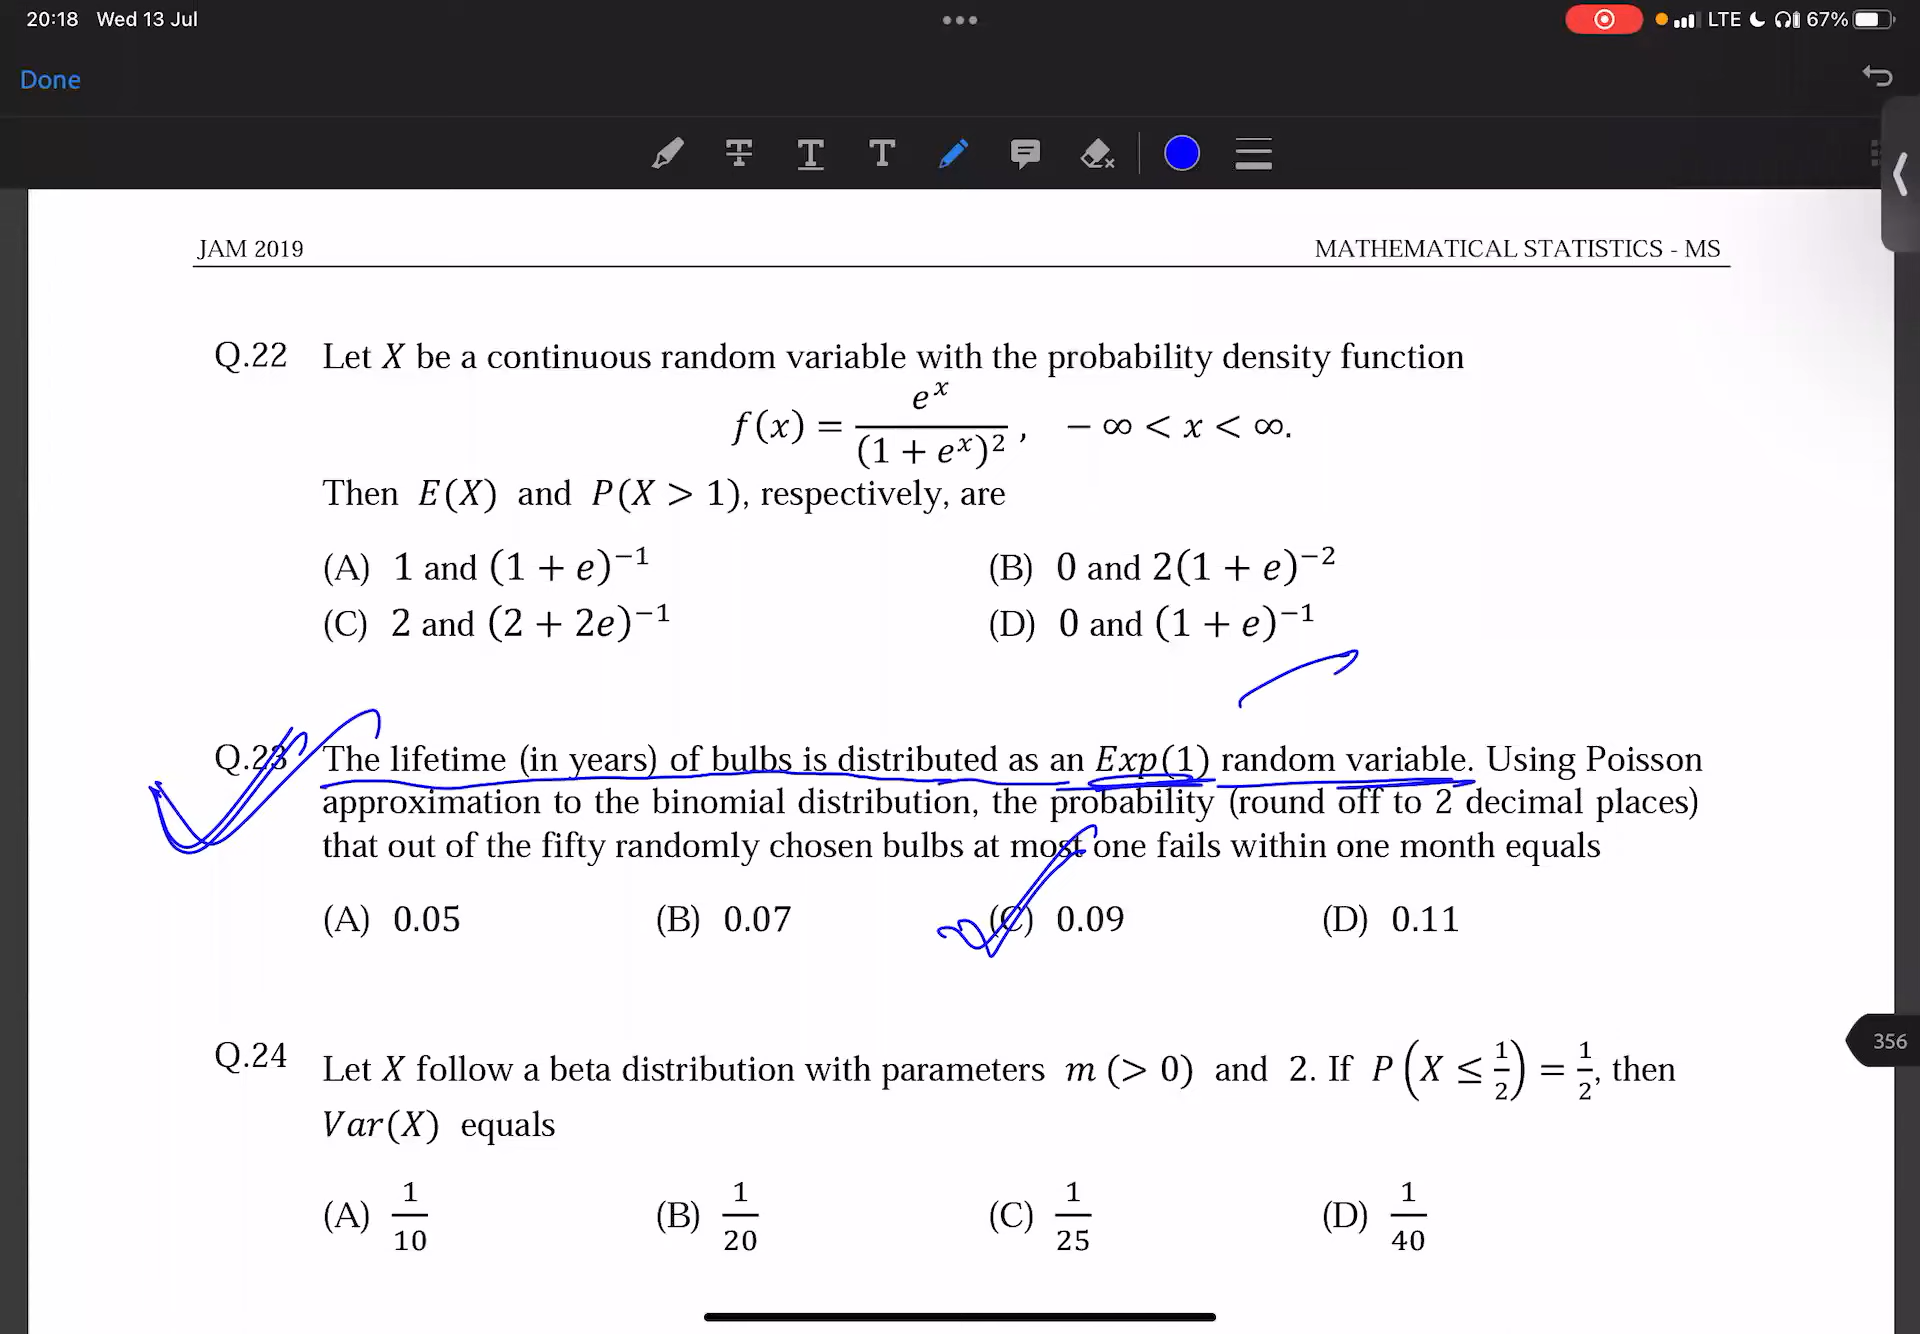 20:18 Wed 13 Jul
LTE 67%
Done
JAM 2019 MATHEMATICAL STATISTICS - MS
Q.22 Let X be a continuous random variable with the probability density function
f(x) = e^x / (1 + e^x)^2 , − ∞ < x < ∞.
Then E(X) and P(X > 1), respectively, are
(A) 1 and (1 + e)^−1 (B) 0 and 2(1 + e)^−2
(C) 2 and (2 + 2e)^−1 (D) 0 and (1 + e)^−1
Q.23 The lifetime (in years) of bulbs is distributed as an Exp(1) random variable. Using Poisson
approximation to the binomial distribution, the probability (round off to 2 decimal places)
that out of the fifty randomly chosen bulbs at most one fails within one month equals
(A) 0.05 (B) 0.07 (C) 0.09 (D) 0.11
Q.24 Let X follow a beta distribution with parameters m (> 0) and 2. If P(X ≤ 1/2) = 1/2, then
Var(X) equals
(A) 1/10 (B) 1/20 (C) 1/25 (D) 1/40
356